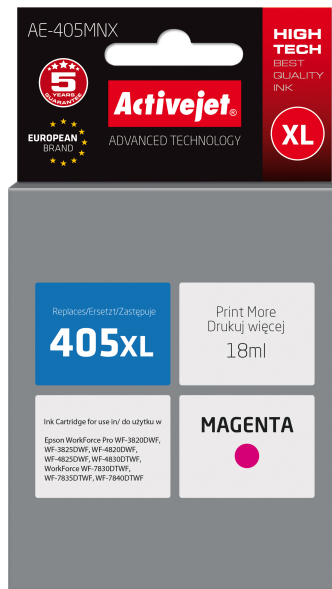 AE-405MNX
5
YEARS
GUARANTEE
EUROPEAN
BRAND
Activejet®
ADVANCED TECHNOLOGY
HIGH
TECH
BEST
QUALITY
INK
XL
Replaces/Ersetzt/Zastępuje
405XL
Print More
Drukuj więcej
18ml
Ink Cartridge for use in/ do użytku w
Epson WorkForce Pro WF-3820DWF,
WF-3825DWF, WF-4820DWF,
WF-4825DWF, WF-4830DTWF,
WorkForce WF-7830DTWF,
WF-7835DTWF, WF-7840DTWF
MAGENTA